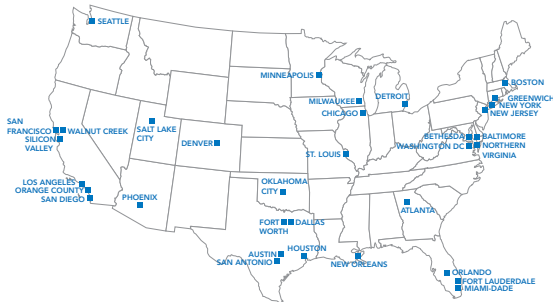 SEATTLE
MINNEAPOLIS
MILWAUKEE
CHICAGO
DETROIT
BOSTON
GREENWICH
NEW YORK
NEW JERSEY
SAN
FRANCISCO
WALNUT CREEK
SILICON
VALLEY
SALT LAKE
CITY
DENVER
ST. LOUIS
BETHESDA
BALTIMORE
WASHINGTON DC
NORTHERN
VIRGINIA
LOS ANGELES
ORANGE COUNTY
SAN DIEGO
PHOENIX
OKLAHOMA
CITY
FORT
WORTH
DALLAS
ATLANTA
AUSTIN
SAN ANTONIO
HOUSTON
NEW ORLEANS
ORLANDO
FORT LAUDERDALE
MIAMI-DADE